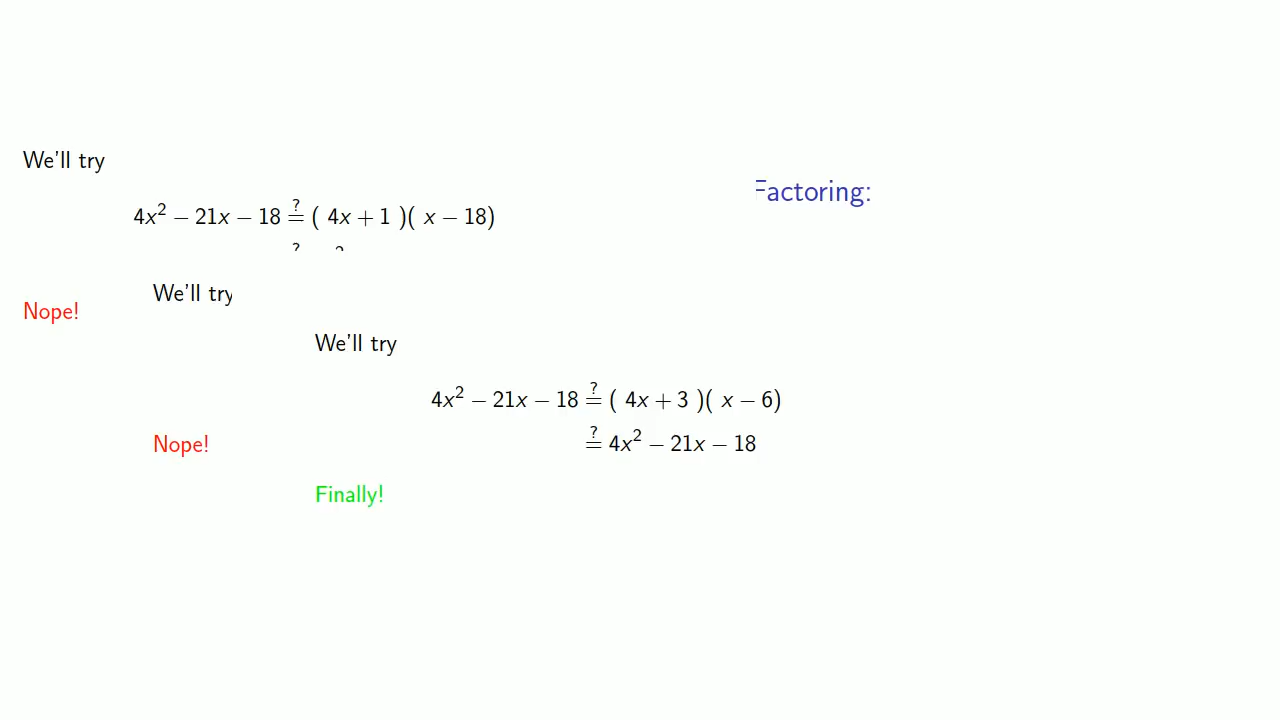 We'll try
Factoring:
4x² − 21x − 18 ≟ ( 4x + 1 )( x − 18)
We'll try
Nope!
We'll try
4x² − 21x − 18 ≟ ( 4x + 3 )( x − 6)
≟ 4x² − 21x − 18
Nope!
Finally!